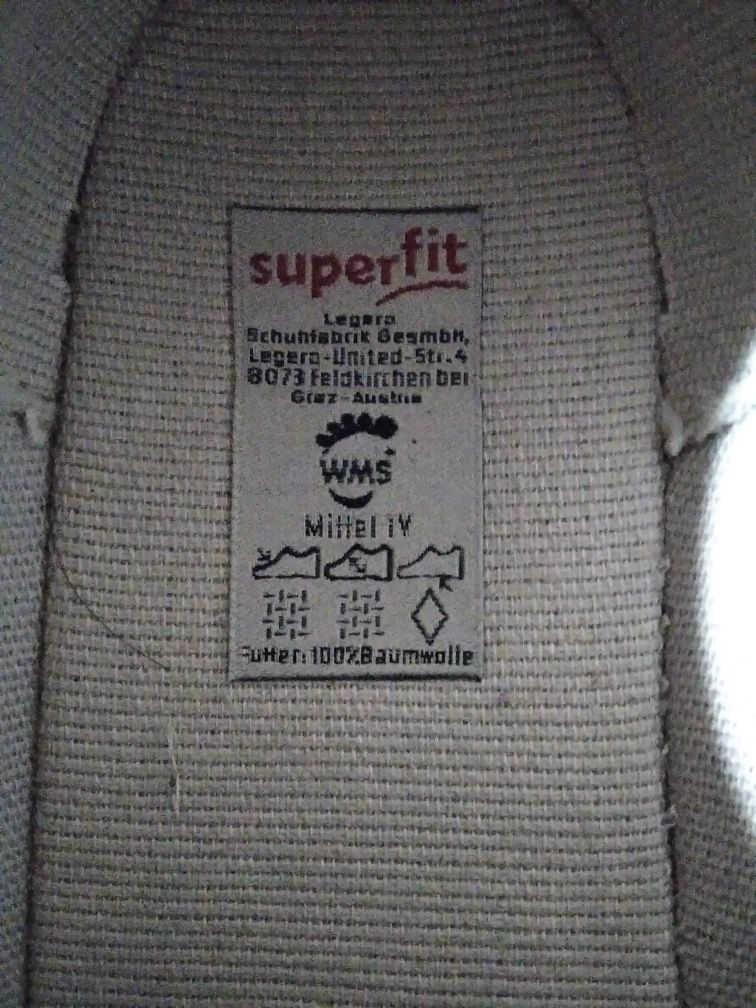 superfit
Legero
Schuhfabrik GesmbH,
Legero-United-Str.4
8073 Feldkirchen bei
Graz-Austria
WMS
Mittel IV
Futter:100%Baumwolle